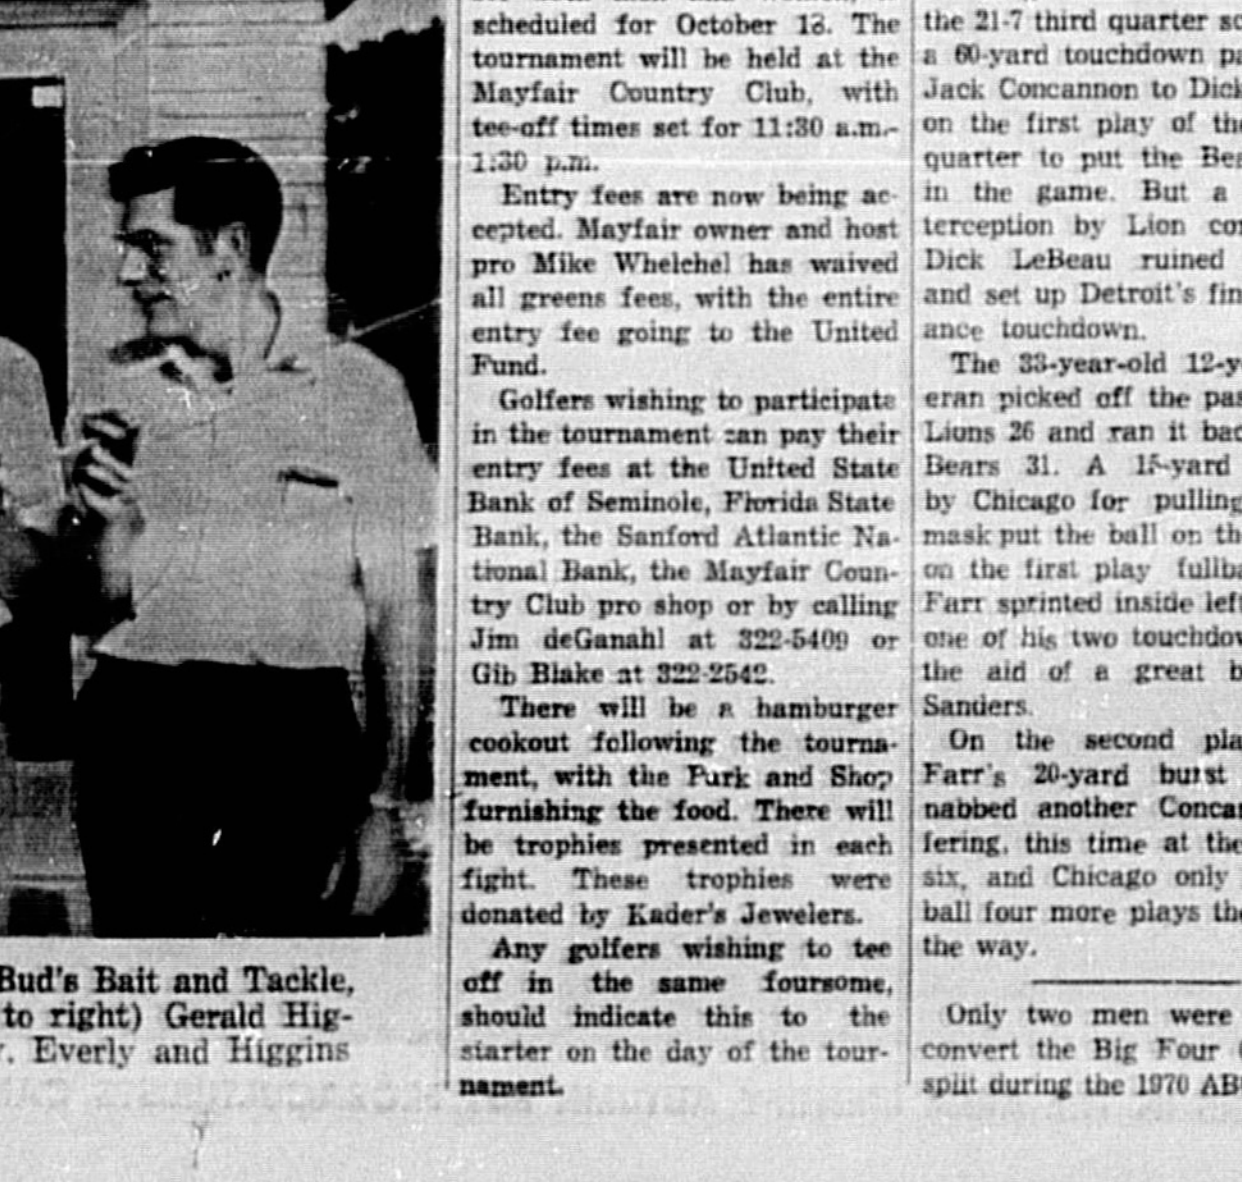 Bud's Bait and Tackle,
to right) Gerald Hig-
. Everly and Higgins
scheduled for October 13. The
tournament will be held at the
Mayfair Country Club, with
tee-off times set for 11:30 a.m.-
1:30 p.m.
Entry fees are now being ac-
cepted. Mayfair owner and host
pro Mike Whelchel has waived
all greens fees, with the entire
entry fee going to the United
Fund.
Golfers wishing to participate
in the tournament can pay their
entry fees at the United State
Bank of Seminole, Florida State
Bank, the Sanford Atlantic Na-
tional Bank, the Mayfair Coun-
try Club pro shop or by calling
Jim deGanahl at 322-5409 or
Gib Blake at 322-2542.
There will be a hamburger
cookout following the tourna-
ment, with the Park and Shop
furnishing the food. There will
be trophies presented in each
fight. These trophies were
donated by Kader's Jewelers.
Any golfers wishing to tee
off in the same foursome,
should indicate this to the
starter on the day of the tour-
nament.
the 21-7 third quarter sc
a 60-yard touchdown pa
Jack Concannon to Dick
on the first play of the
quarter to put the Bea
in the game. But a
terception by Lion cor
Dick LeBeau ruined
and set up Detroit's fin
ance touchdown.
The 33-year-old 12-y
eran picked off the pas
Lions 26 and ran it bac
Bears 31. A 15-yard
by Chicago for pulling
mask put the ball on th
on the first play fullba
Farr sprinted inside left
one of his two touchdow
the aid of a great b
Sanders.
On the second pla
Farr's 20-yard burst
nabbed another Concan
fering, this time at the
six, and Chicago only
ball four more plays the
the way.
Only two men were
convert the Big Four
split during the 1970 AB